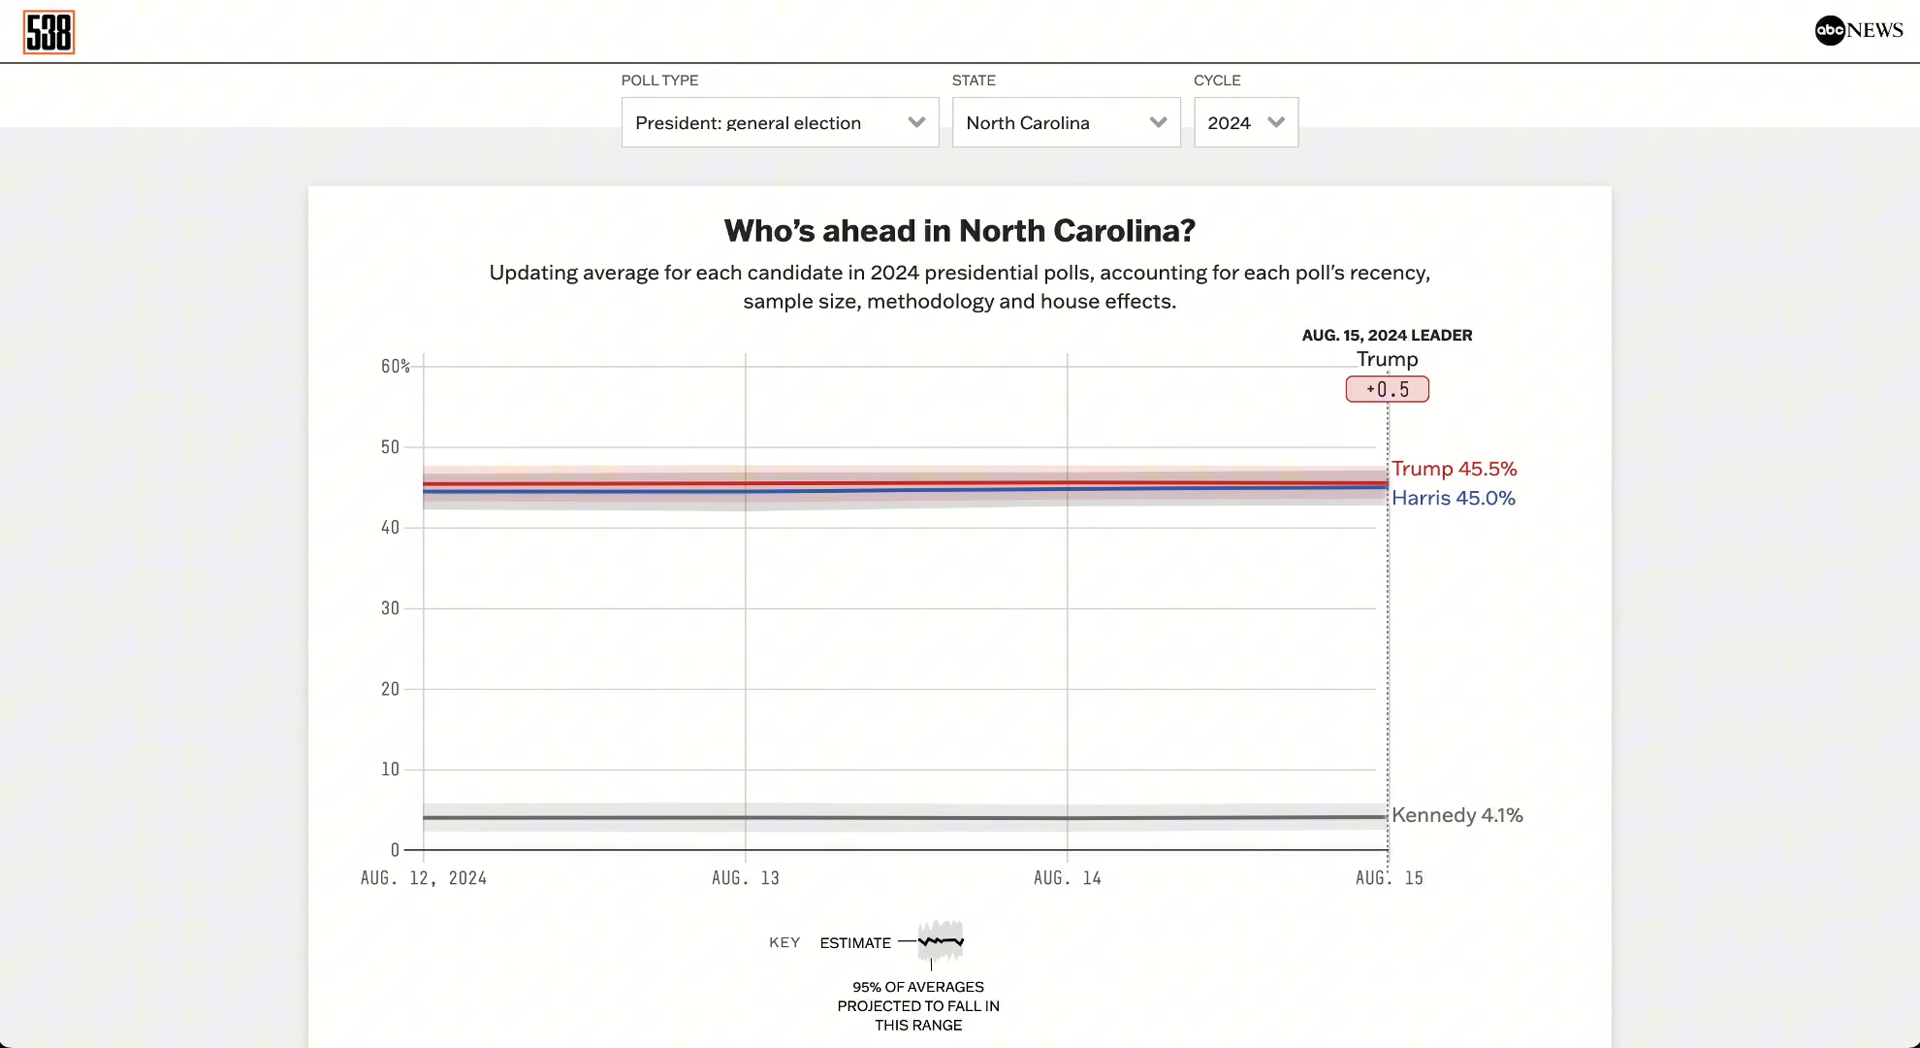 538
abc NEWS
POLL TYPE
STATE
CYCLE
President: general election
North Carolina
2024
Who's ahead in North Carolina?
Updating average for each candidate in 2024 presidential polls, accounting for each poll's recency,
sample size, methodology and house effects.
AUG. 15, 2024 LEADER
Trump
+0.5
60%
50
40
30
20
10
0
Trump 45.5%
Harris 45.0%
Kennedy 4.1%
AUG. 12, 2024
AUG. 13
AUG. 14
AUG. 15
KEY
ESTIMATE
95% OF AVERAGES
PROJECTED TO FALL IN
THIS RANGE